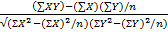 (∑XY)−(∑X)(∑Y)/n
√(∑X²−(∑X)²/n)(∑Y²−(∑Y)²/n)